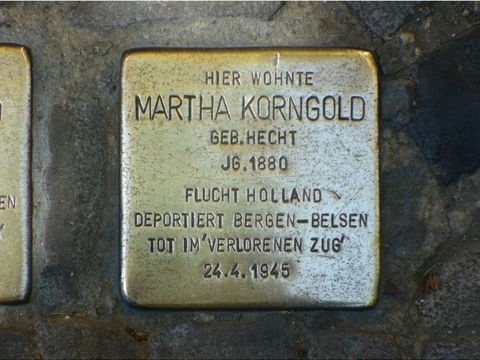 HIER WOHNTE
MARTHA KORNGOLD
GEB.HECHT
JG.1880
FLUCHT HOLLAND
DEPORTIERT BERGEN-BELSEN
TOT IM 'VERLORENEN ZUG'
24.4.1945